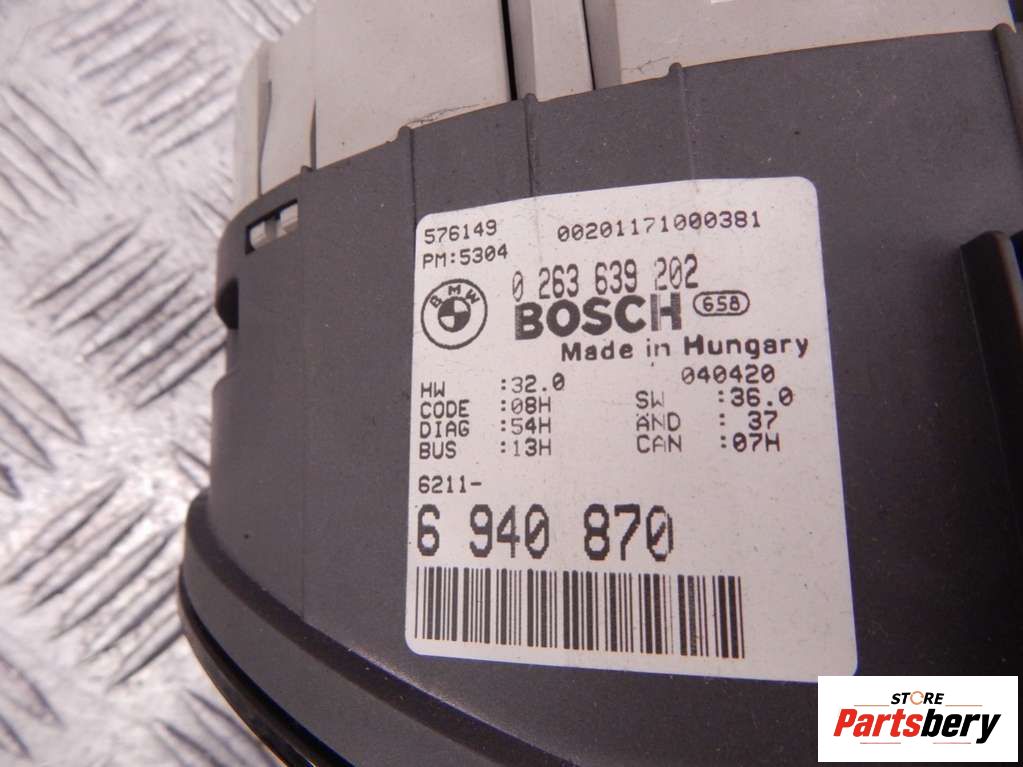 576149 00201171000381
PM:5304
0 263 639 202
BMW
BOSCH 658
Made in Hungary
040420
HW :32.0 SW :36.0
CODE :08H AND : 37
DIAG :54H CAN :07H
BUS :13H
6211-
6 940 870
STORE
Partsbery